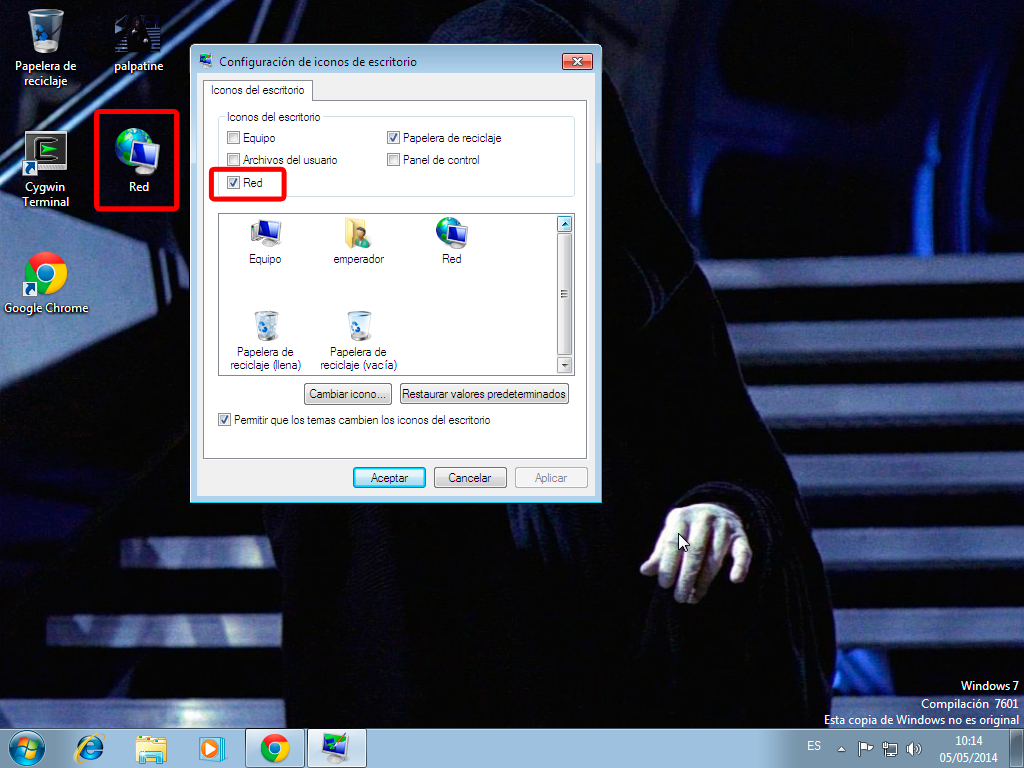 Papelera de
reciclaje
palpatine
Cygwin
Terminal
Red
Google Chrome
Configuración de iconos de escritorio
Iconos del escritorio
Iconos del escritorio
Equipo
Papelera de reciclaje
Archivos del usuario
Panel de control
Red
Equipo
emperador
Red
Papelera de
reciclaje (llena)
Papelera de
reciclaje (vacía)
Cambiar icono...
Restaurar valores predeterminados
Permitir que los temas cambien los iconos del escritorio
Aceptar
Cancelar
Aplicar
Windows 7
Compilación 7601
Esta copia de Windows no es original
ES
10:14
05/05/2014